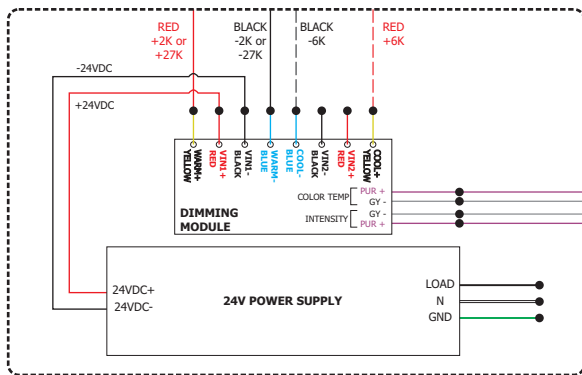 RED
+2K or
+27K
BLACK
-2K or
-27K
BLACK
-6K
RED
+6K
-24VDC
+24VDC
WARM+
YELLOW
VIN1+
RED
VIN1-
BLACK
WARM-
BLUE
COOL-
BLUE
VIN2-
BLACK
VIN2+
RED
COOL+
YELLOW
COLOR TEMP
PUR +
GY -
INTENSITY
GY -
PUR +
DIMMING
MODULE
24VDC+
24VDC-
24V POWER SUPPLY
LOAD
N
GND